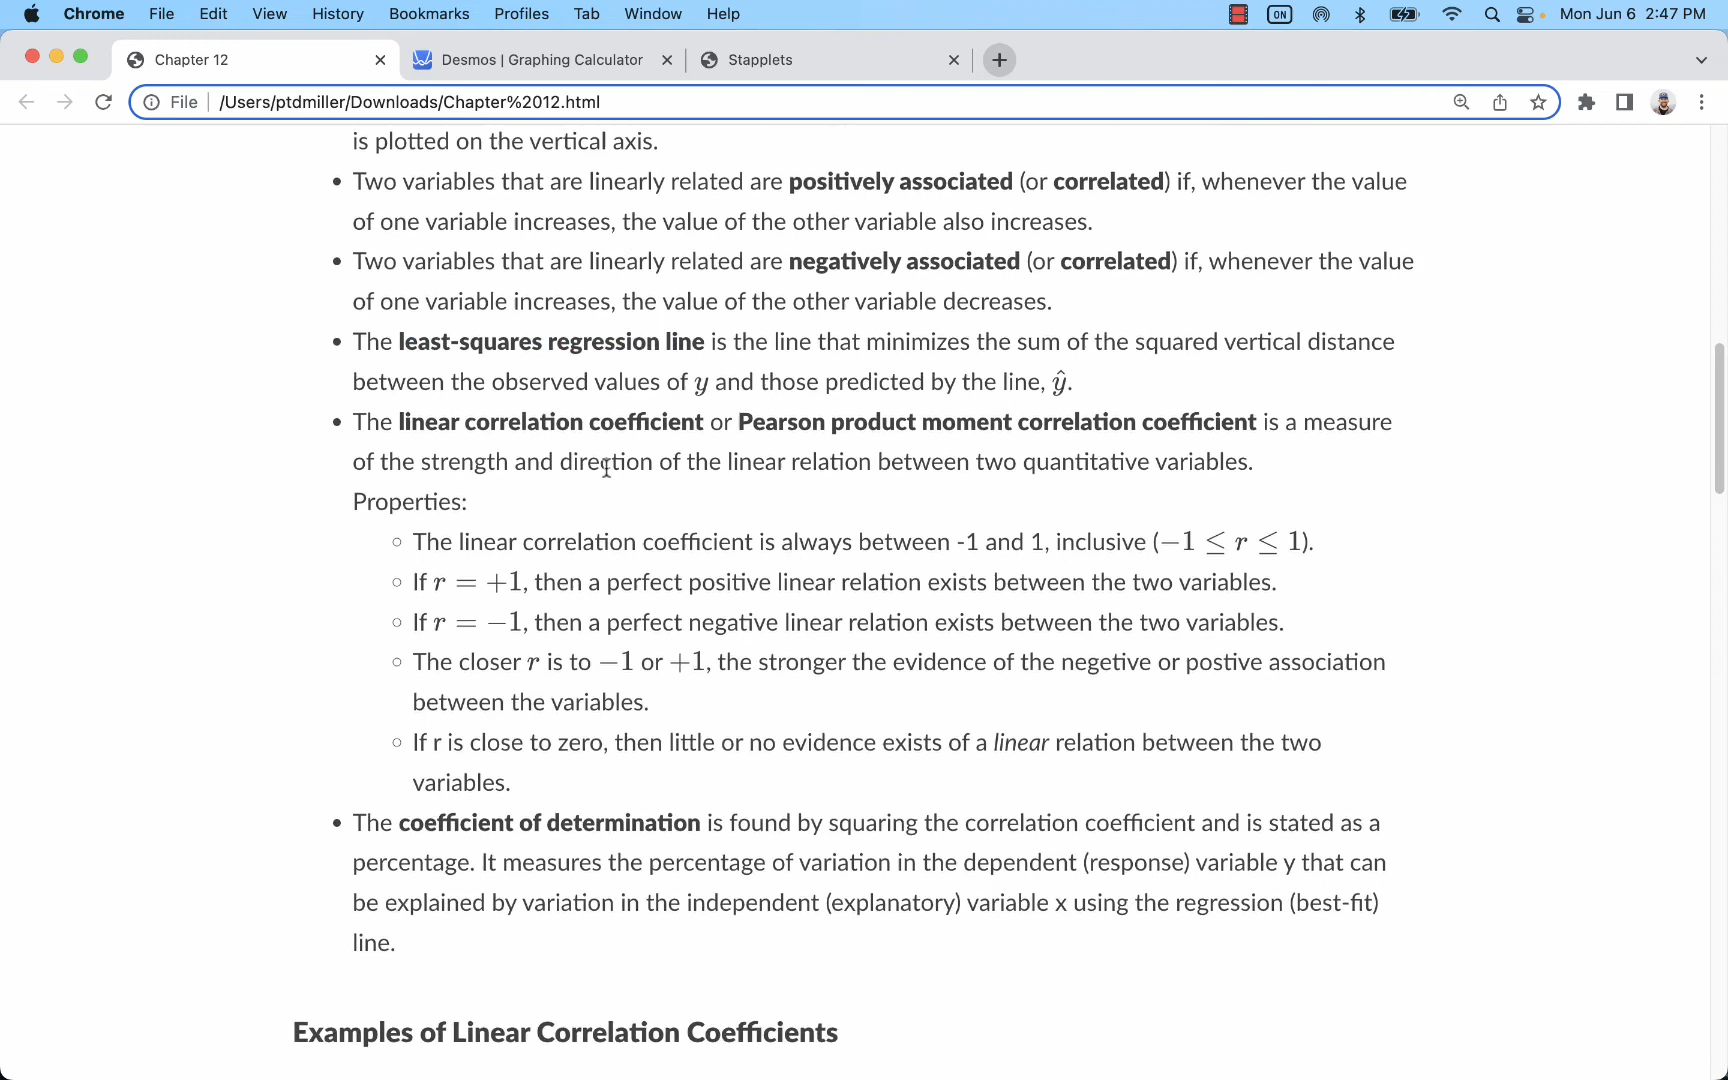 Chrome File Edit View History Bookmarks Profiles Tab Window Help ON Mon Jun 6 2:47 PM
Chapter 12 Desmos | Graphing Calculator Stapplets
File /Users/ptdmiller/Downloads/Chapter%2012.html
is plotted on the vertical axis.
• Two variables that are linearly related are positively associated (or correlated) if, whenever the value
of one variable increases, the value of the other variable also increases.
• Two variables that are linearly related are negatively associated (or correlated) if, whenever the value
of one variable increases, the value of the other variable decreases.
• The least-squares regression line is the line that minimizes the sum of the squared vertical distance
between the observed values of y and those predicted by the line, ŷ.
• The linear correlation coefficient or Pearson product moment correlation coefficient is a measure
of the strength and direction of the linear relation between two quantitative variables.
Properties:
◦ The linear correlation coefficient is always between -1 and 1, inclusive (−1 ≤ r ≤ 1).
◦ If r = +1, then a perfect positive linear relation exists between the two variables.
◦ If r = −1, then a perfect negative linear relation exists between the two variables.
◦ The closer r is to −1 or +1, the stronger the evidence of the negetive or postive association
between the variables.
◦ If r is close to zero, then little or no evidence exists of a linear relation between the two
variables.
• The coefficient of determination is found by squaring the correlation coefficient and is stated as a
percentage. It measures the percentage of variation in the dependent (response) variable y that can
be explained by variation in the independent (explanatory) variable x using the regression (best-fit)
line.
Examples of Linear Correlation Coefficients